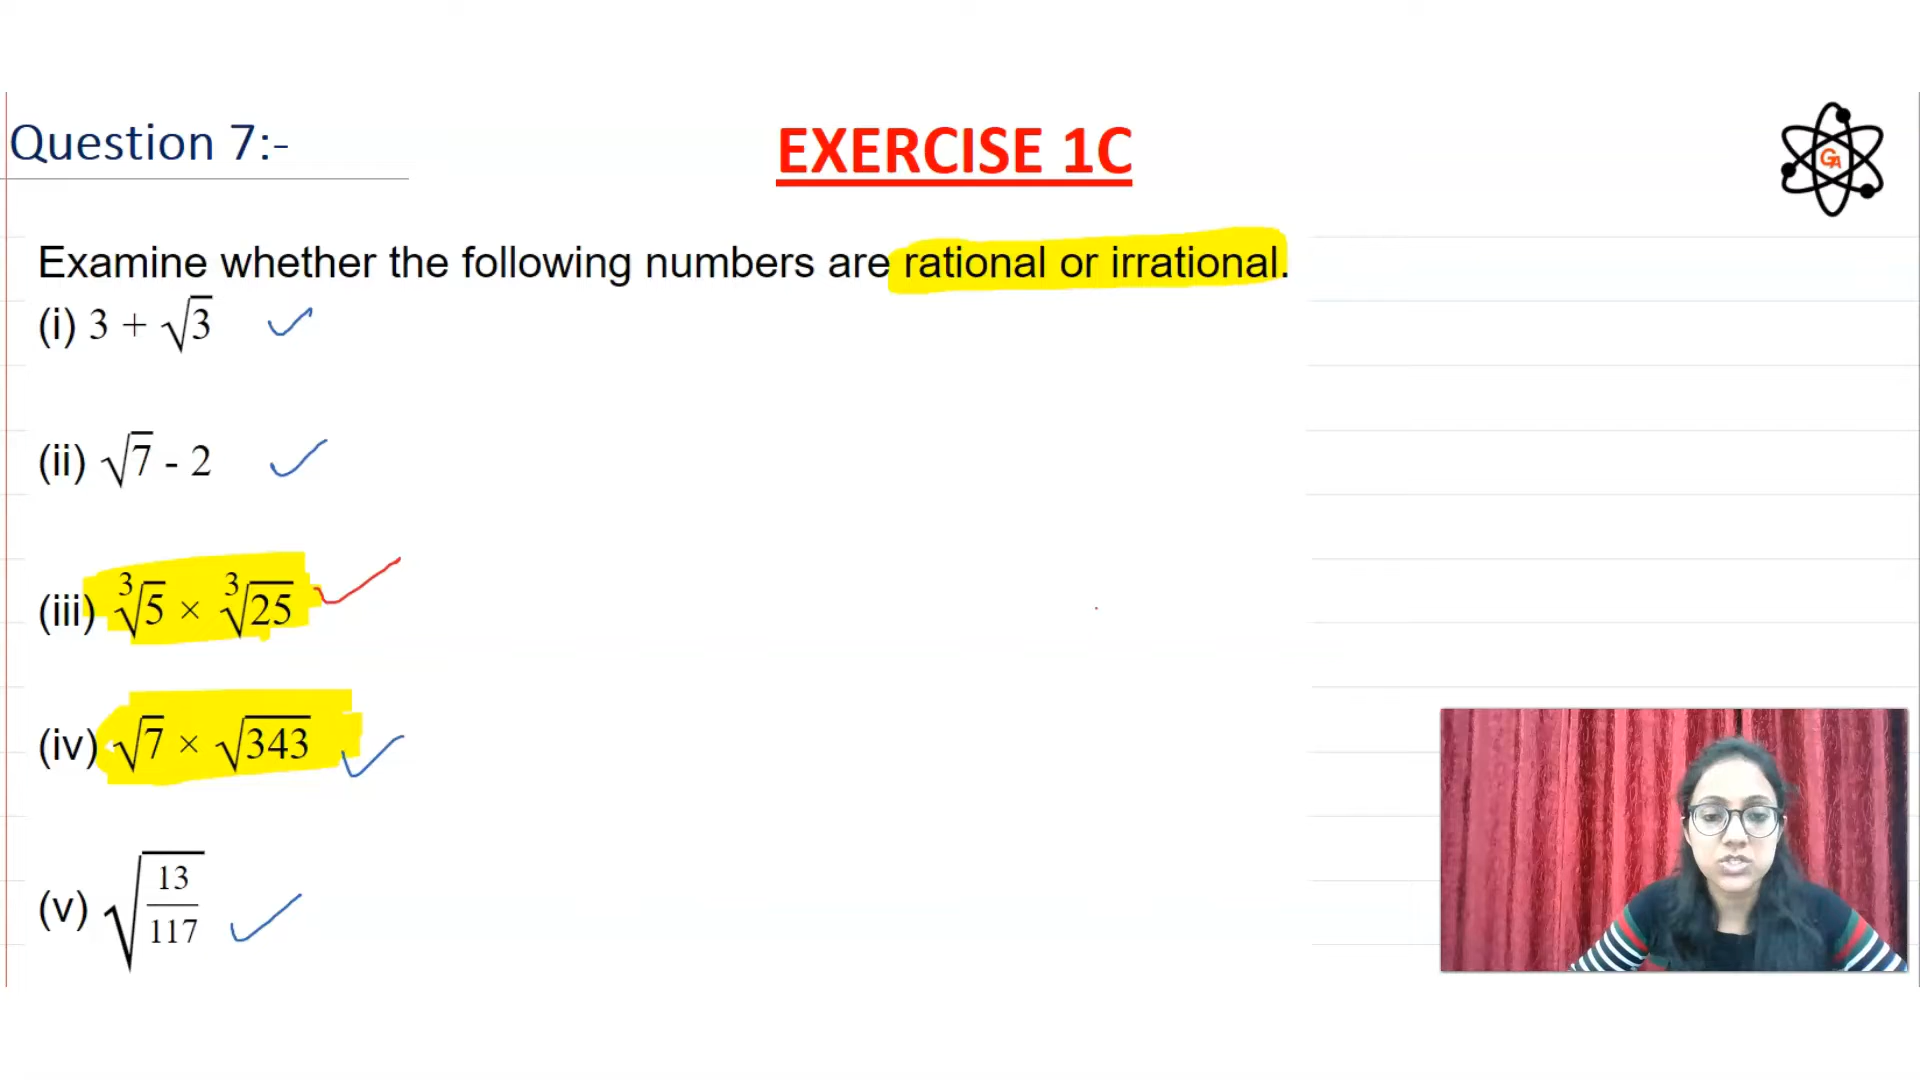 Question 7:-
EXERCISE 1C
GA
Examine whether the following numbers are rational or irrational.
(i) 3 + √3
(ii) √7 - 2
(iii) ∛5 × ∛25
(iv) √7 × √343
(v) √(13/117)